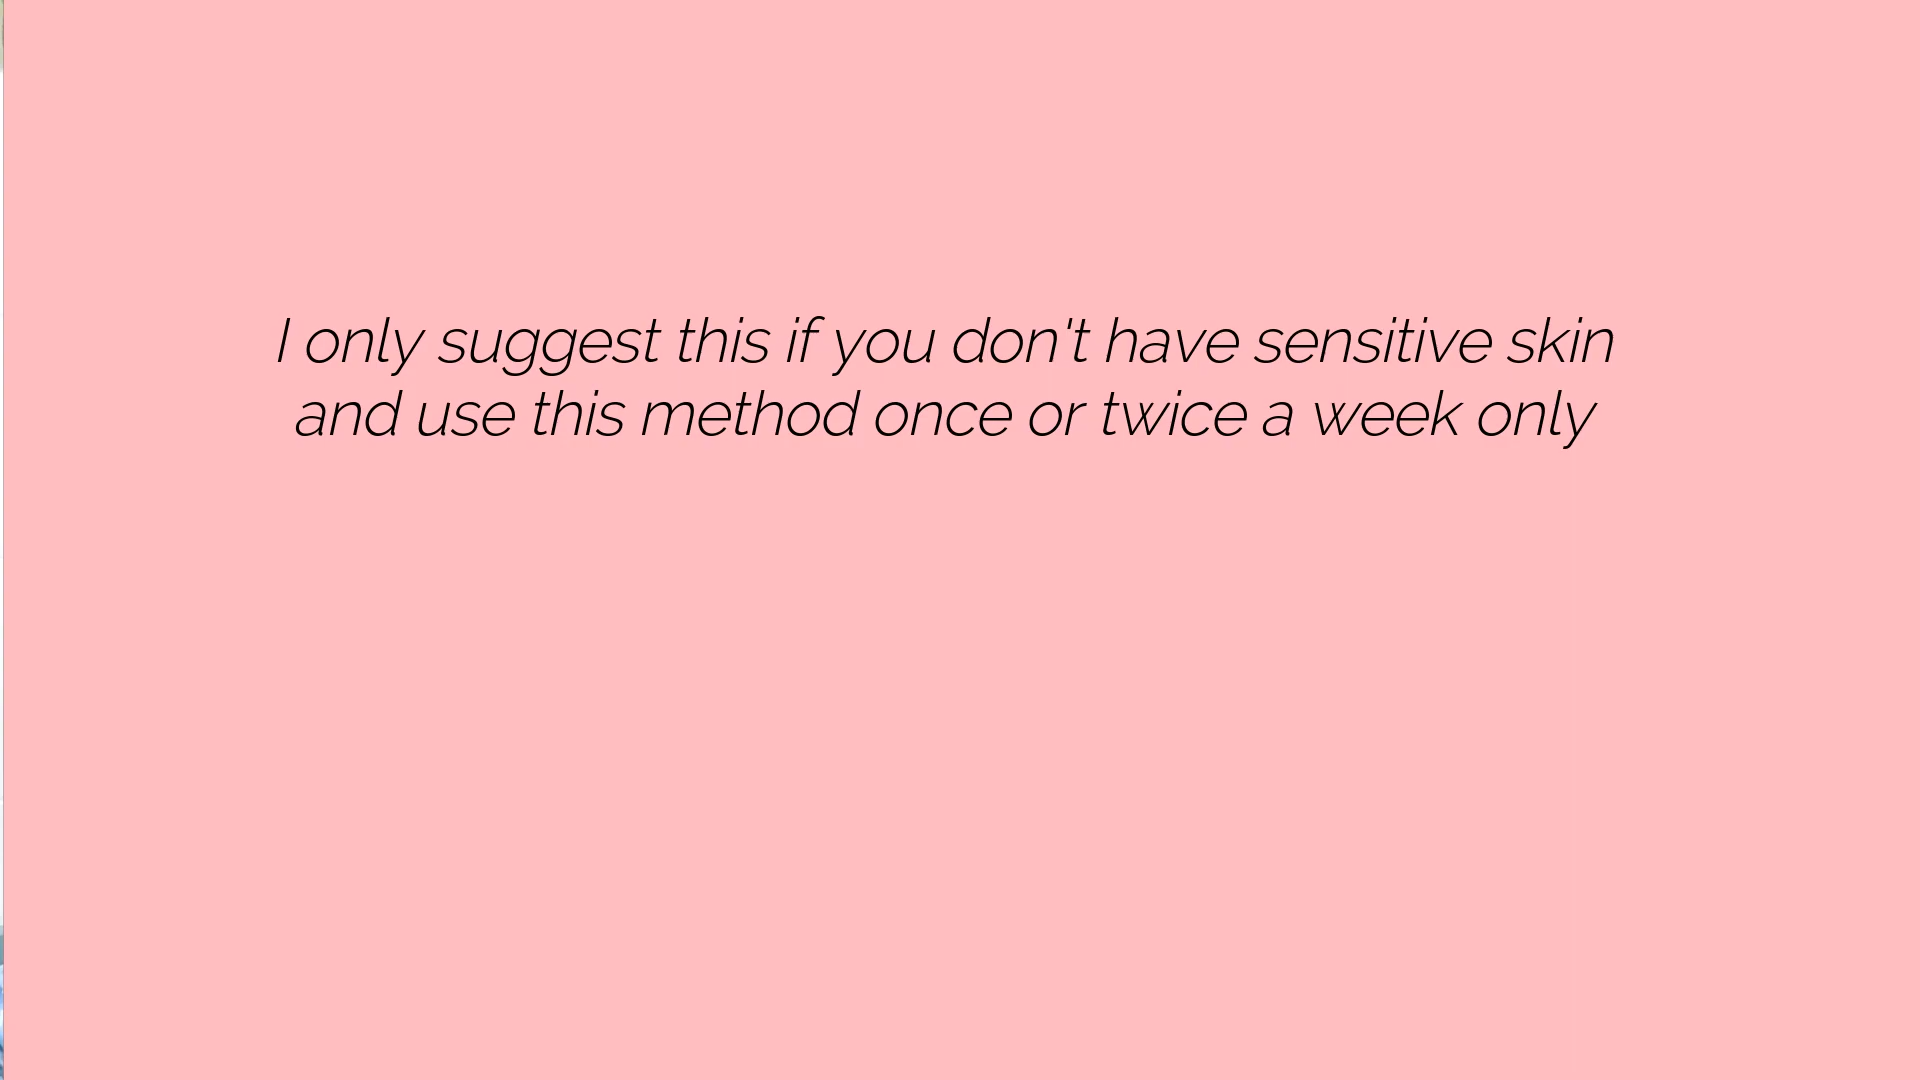 I only suggest this if you don't have sensitive skin
and use this method once or twice a week only